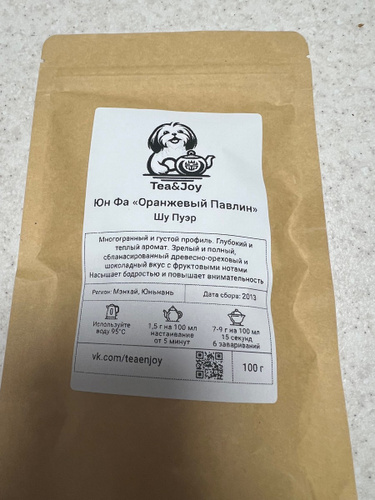 Tea&Joy
Юн Фа «Оранжевый Павлин»
Шу Пуэр
Многогранный и густой профиль. Глубокий и
теплый аромат. Зрелый и полный,
сбланасированный древесно-ореховый и
шоколадный вкус с фруктовыми нотами
Насыщает бодростью и повышает внимательность
Регион: Мэнхай, Юньнань
Дата сбора: 2013
Используйте
воду 95°C
1,5 г на 100 мл
настаивание
от 5 минут
7-9 г на 100 мл
15 секунд
6 завариваний
vk.com/teaenjoy
100 г